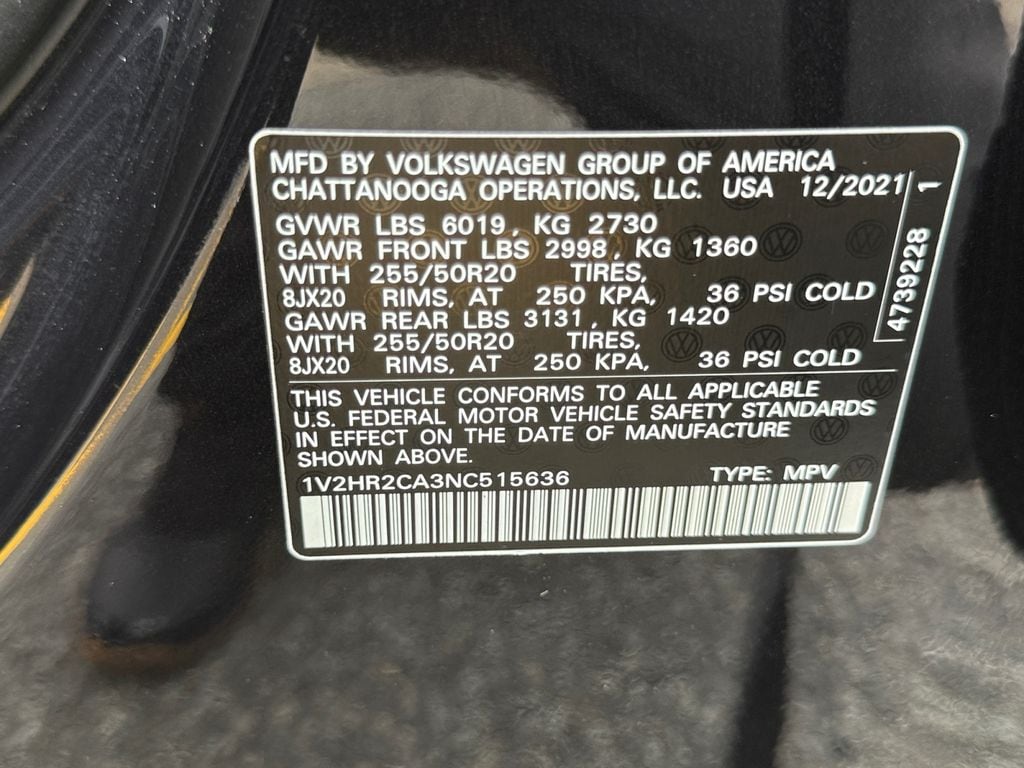 MFD BY VOLKSWAGEN GROUP OF AMERICA
CHATTANOOGA OPERATIONS, LLC. USA 12/2021
GVWR LBS 6019, KG 2730
GAWR FRONT LBS 2998, KG 1360
WITH 255/50R20 TIRES,
8JX20 RIMS, AT 250 KPA, 36 PSI COLD
GAWR REAR LBS 3131, KG 1420
WITH 255/50R20 TIRES,
8JX20 RIMS, AT 250 KPA, 36 PSI COLD
4739228 1
THIS VEHICLE CONFORMS TO ALL APPLICABLE
U.S. FEDERAL MOTOR VEHICLE SAFETY STANDARDS
IN EFFECT ON THE DATE OF MANUFACTURE
SHOWN ABOVE.
1V2HR2CA3NC515636 TYPE: MPV